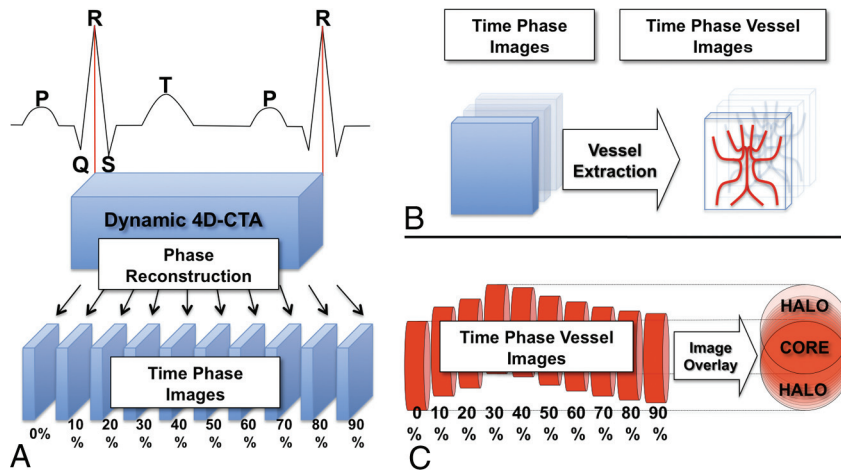 R
R
P
T
P
Q
S
Dynamic 4D-CTA
Phase
Reconstruction
Time Phase
Images
0%
10
%
20
%
30
%
40
%
50
%
60
%
70
%
80
%
90
%
A
Time Phase
Images
Time Phase Vessel
Images
Vessel
Extraction
B
Time Phase Vessel
Images
Image
Overlay
HALO
CORE
HALO
0 10 20 30 40 50 60 70 80 90
% % % % % % % % % %
C